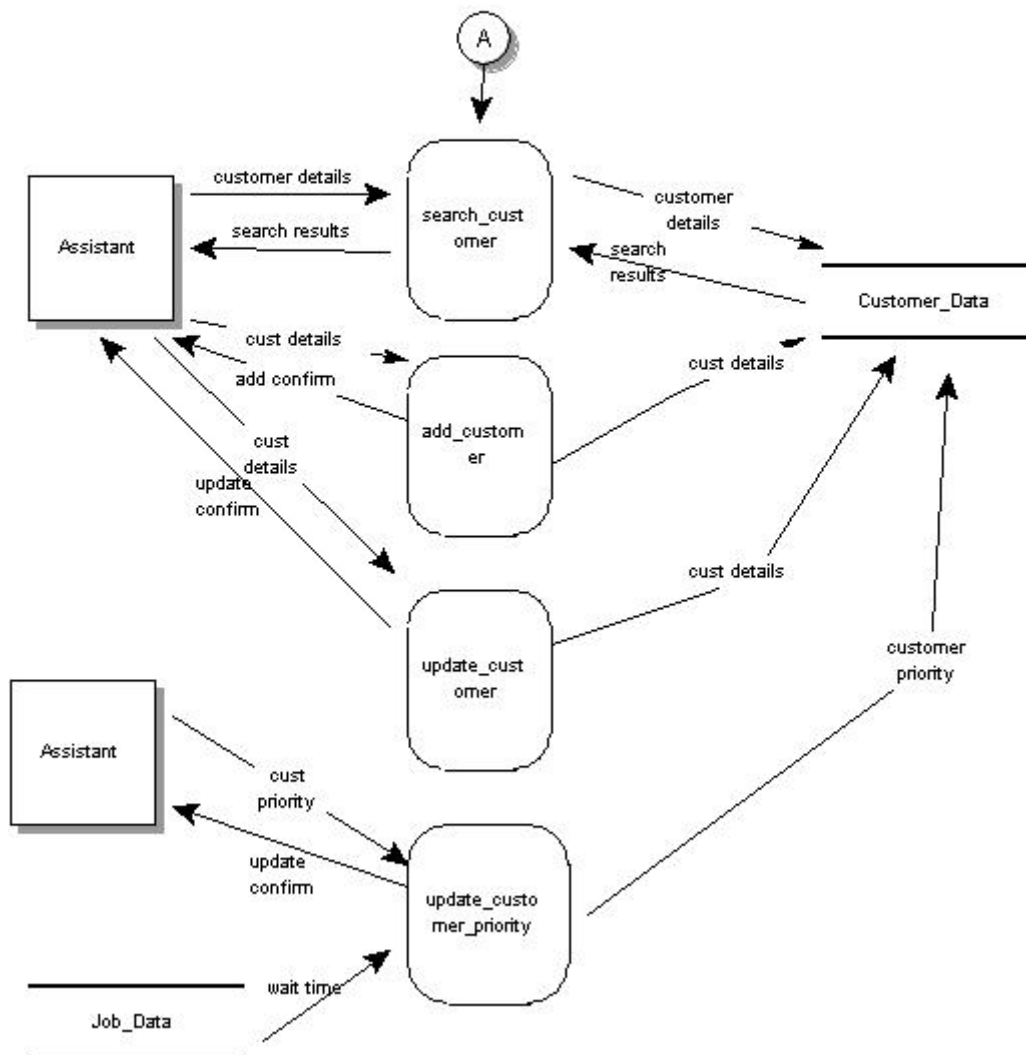 A
customer details
search_cust
omer
customer
details
Assistant
search results
search
results
Customer_Data
cust details
add confirm
cust details
add_custom
er
cust
details
update
confirm
cust details
update_cust
omer
customer
priority
Assistant
cust
priority
update
confirm
update_custo
mer_priority
wait time
Job_Data